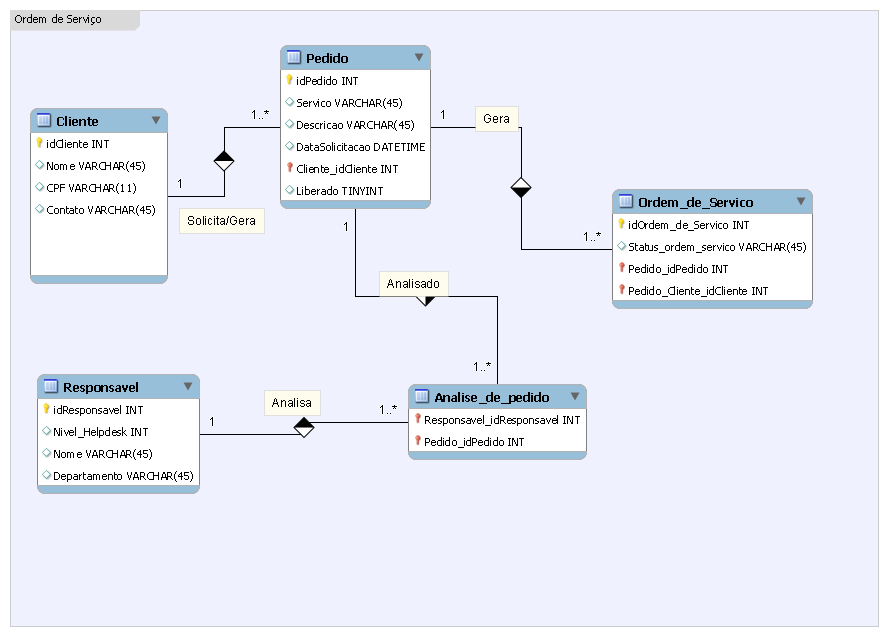 Ordem de Serviço
Pedido
idPedido INT
Servico VARCHAR(45)
Descricao VARCHAR(45)
DataSolicitacao DATETIME
Cliente_idCliente INT
Liberado TINYINT
Cliente
idCliente INT
Nome VARCHAR(45)
CPF VARCHAR(11)
Contato VARCHAR(45)
1..*
1
Solicita/Gera
1
Gera
1..*
Ordem_de_Servico
idOrdem_de_Servico INT
Status_ordem_servico VARCHAR(45)
Pedido_idPedido INT
Pedido_Cliente_idCliente INT
1
Analisado
1..*
Responsavel
idResponsavel INT
Nivel_Helpdesk INT
Nome VARCHAR(45)
Departamento VARCHAR(45)
1
Analisa
1..*
Analise_de_pedido
Responsavel_idResponsavel INT
Pedido_idPedido INT